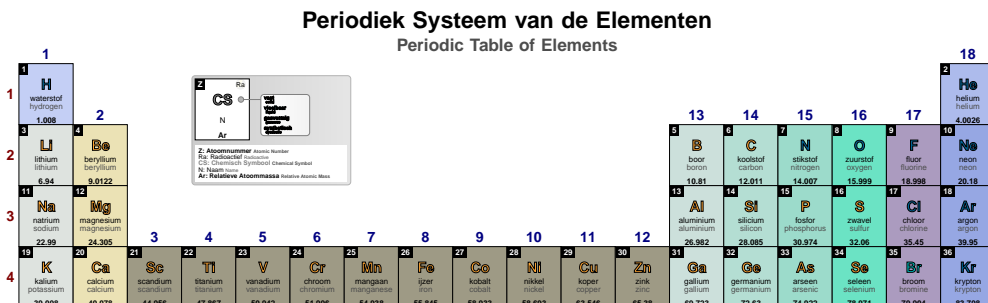 Periodiek Systeem van de Elementen
Periodic Table of Elements
1 18
1 2
1 H Z Ra He
waterstof CS helium
hydrogen N helium
1.008 2 Ar 13 14 15 16 17 4.0026
3 4 5 6 7 8 9 10
2 Li Be Z: Atoomnummer Atomic Number B C N O F Ne
Ra: Radioactief Radioactive
lithium beryllium CS: Chemisch Symbool Chemical Symbol boor koolstof stikstof zuurstof fluor neon
lithium beryllium N: Naam Name boron carbon nitrogen oxygen fluorine neon
6.94 9.0122 Ar: Relatieve Atoommassa Relative Atomic Mass 10.81 12.011 14.007 15.999 18.998 20.18
11 12 13 14 15 16 17 18
3 Na Mg Al Si P S Cl Ar
natrium magnesium aluminium silicium fosfor zwavel chloor argon
sodium magnesium aluminium silicon phosphorus sulfur chlorine argon
22.99 24.305 3 4 5 6 7 8 9 10 11 12 26.982 28.085 30.974 32.06 35.45 39.95
19 20 21 22 23 24 25 26 27 28 29 30 31 32 33 34 35 36
4 K Ca Sc Ti V Cr Mn Fe Co Ni Cu Zn Ga Ge As Se Br Kr
kalium calcium scandium titanium vanadium chroom mangaan ijzer kobalt nikkel koper zink gallium germanium arseen seleen broom krypton
potassium calcium scandium titanium vanadium chromium manganese iron cobalt nickel copper zinc gallium germanium arsenic selenium bromine krypton